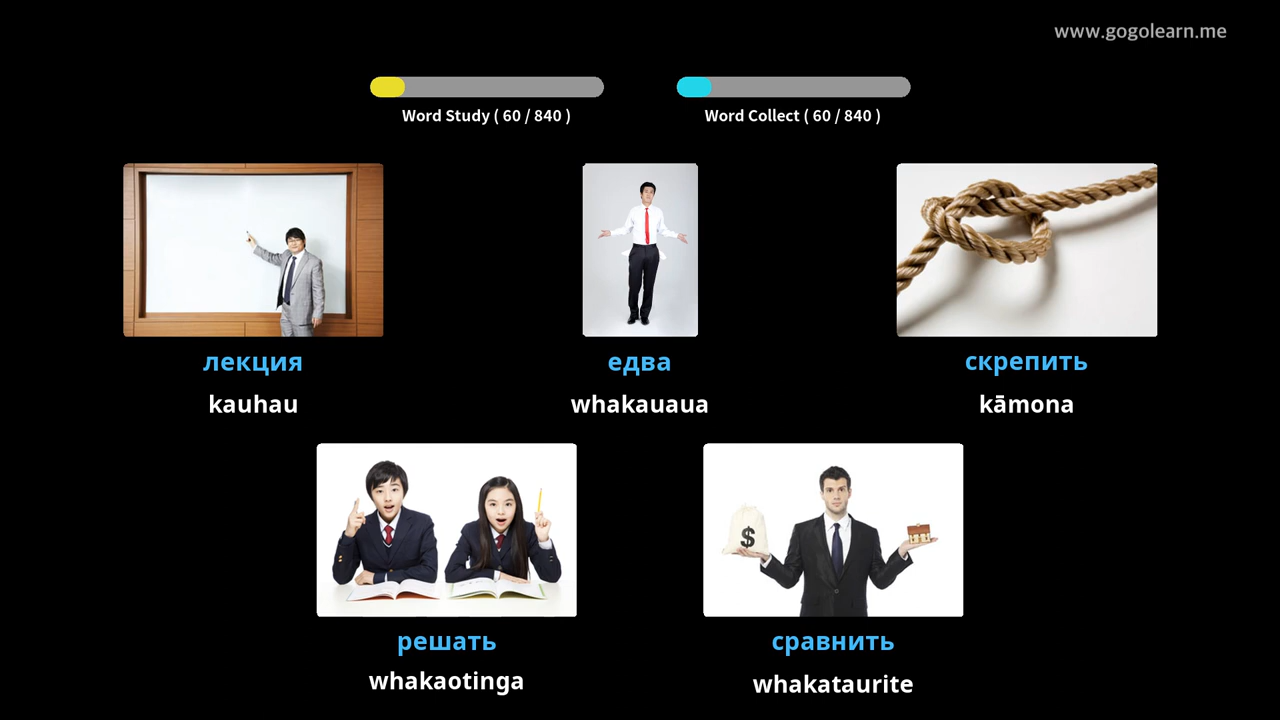 www.gogolearn.me
Word Study ( 60 / 840 )
Word Collect ( 60 / 840 )
лекция
kauhau
едва
whakauaua
скрепить
kāmona
решать
whakaotinga
сравнить
whakataurite